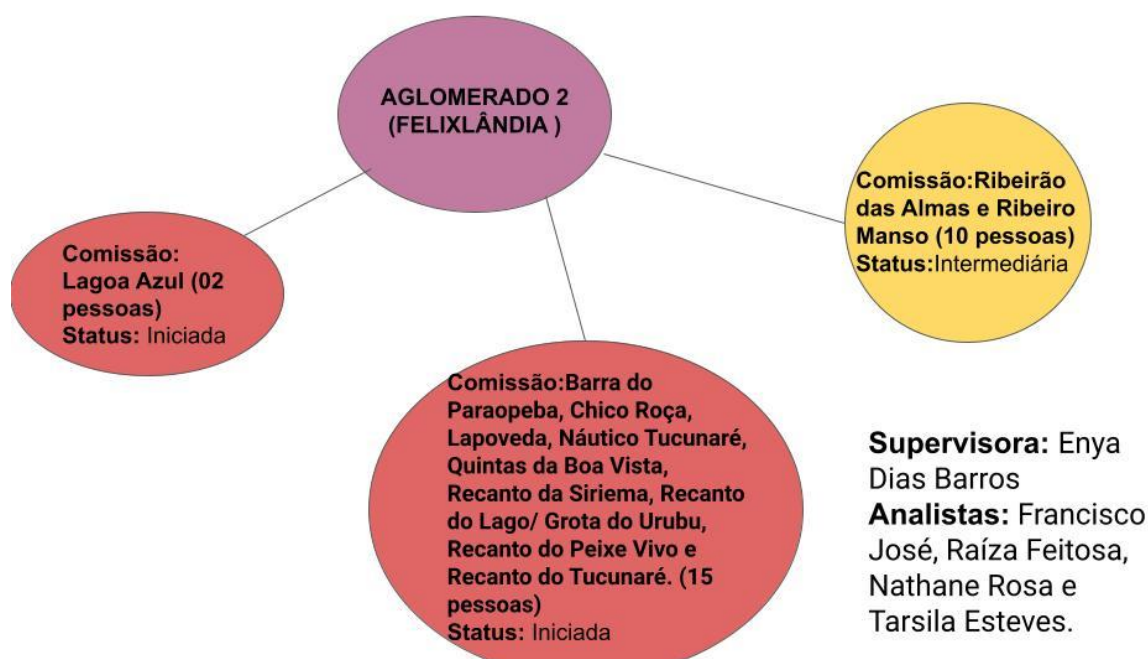 AGLOMERADO 2
(FELIXLÂNDIA )
Comissão:
Lagoa Azul (02
pessoas)
Status: Iniciada
Comissão:Barra do
Paraopeba, Chico Roça,
Lapoveda, Náutico Tucunaré,
Quintas da Boa Vista,
Recanto da Siriema, Recanto
do Lago/ Grota do Urubu,
Recanto do Peixe Vivo e
Recanto do Tucunaré. (15
pessoas)
Status: Iniciada
Comissão:Ribeirão
das Almas e Ribeiro
Manso (10 pessoas)
Status:Intermediária
Supervisora: Enya
Dias Barros
Analistas: Francisco
José, Raíza Feitosa,
Nathane Rosa e
Tarsila Esteves.